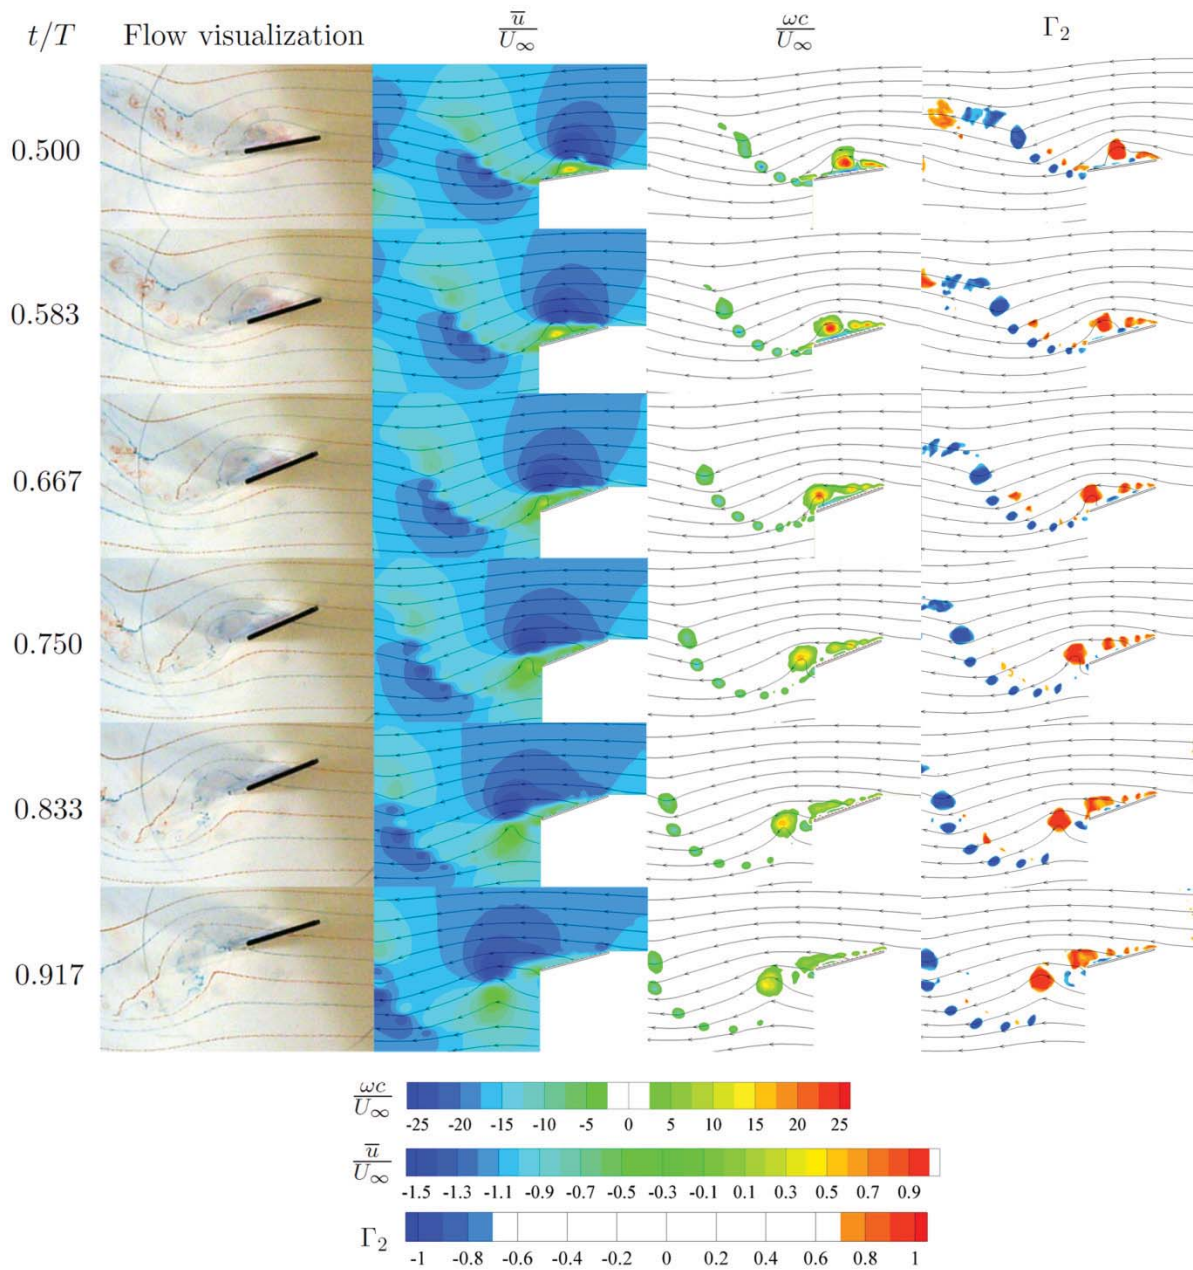 t/T Flow visualization u̅/U∞ ωc/U∞ Γ₂
0.500
0.583
0.667
0.750
0.833
0.917
ωc/U∞
-25 -20 -15 -10 -5 0 5 10 15 20 25
u̅/U∞
-1.5 -1.3 -1.1 -0.9 -0.7 -0.5 -0.3 -0.1 0.1 0.3 0.5 0.7 0.9
Γ₂
-1 -0.8 -0.6 -0.4 -0.2 0 0.2 0.4 0.6 0.8 1